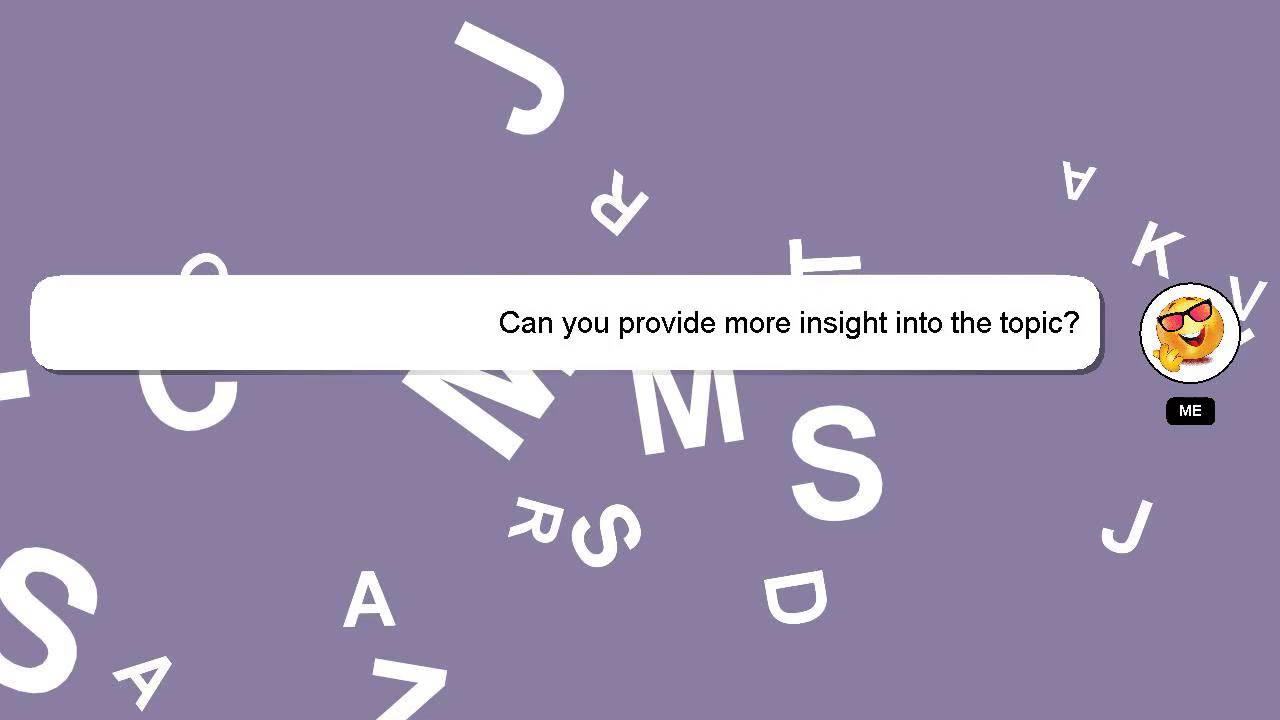 J
R
A
K
T
V
Can you provide more insight into the topic?
ME
C
M
M
S
R
S
J
D
A
S
A
Z